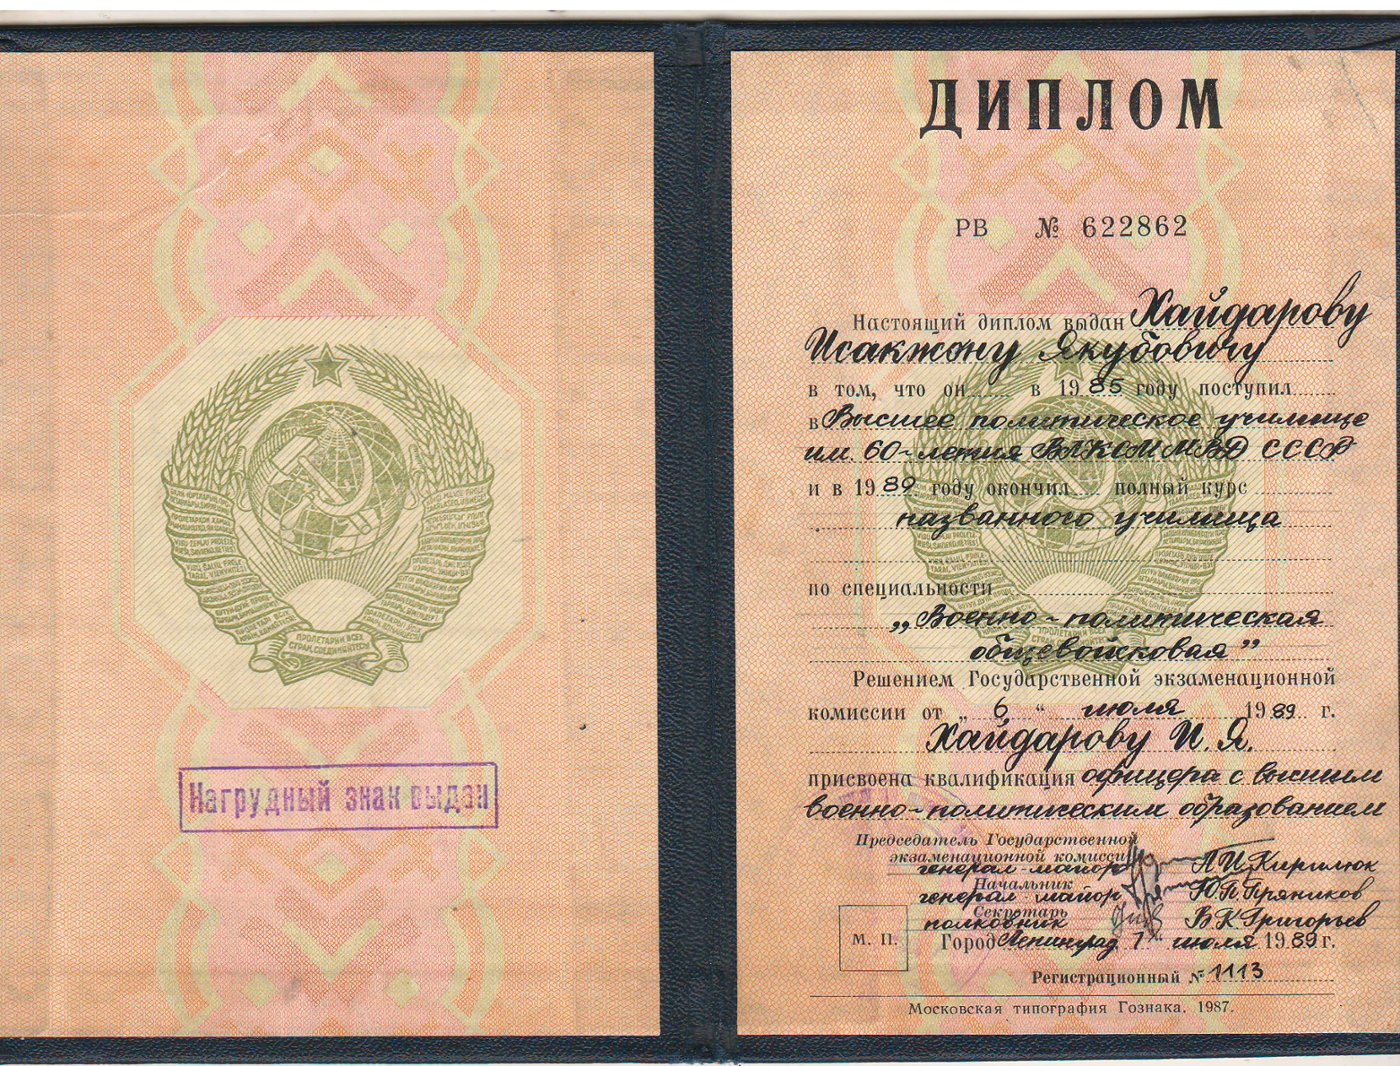 ПРОЛЕТАРИИ ВСЕХ
СТРАН, СОЕДИНЯЙТЕСЬ
Нагрудный знак выдан
ДИПЛОМ
РВ № 622862
Настоящий диплом выдан Хайдарову
Исакжону Якубовичу
в том, что он в 1985 году поступил
в Высшее политическое училище
им. 60-летия ВЛКСМ МВД СССР
и в 1989 году окончил полный курс
названного училища
по специальности
„Военно-политическая
общевойсковая”
Решением Государственной экзаменационной
комиссии от „6“ июля 1989 г.
Хайдарову И. Я.
присвоена квалификация офицера с высшим
военно-политическим образованием
Председатель Государственной
экзаменационной комиссии
генерал-майор Л И Кирилюк
Начальник
генерал-майор Ю П Пряников
Секретарь
полковник В К Григорьев
М. П. Город Ленинград 7 июля 1989 г.
Регистрационный № 1113
Московская типография Гознака. 1987.